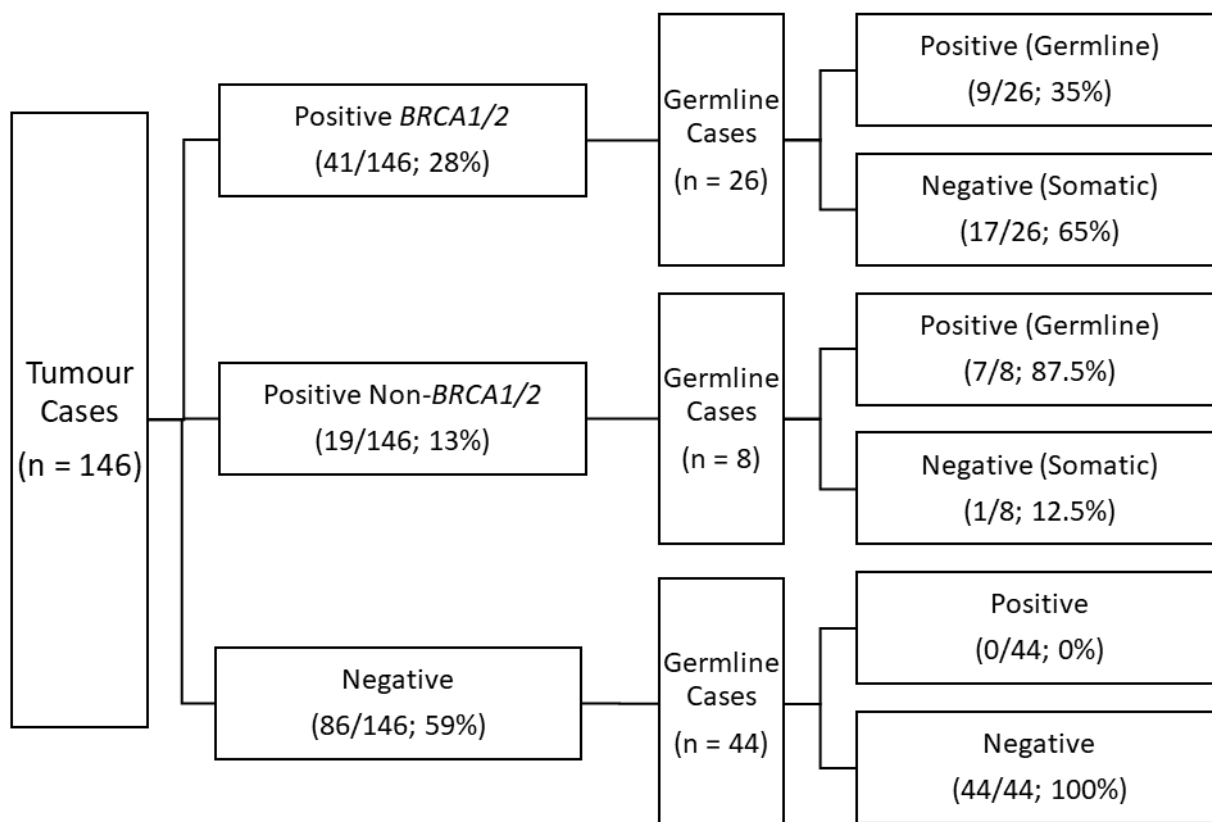 Tumour
Cases
(n = 146)
Positive BRCA1/2
(41/146; 28%)
Germline
Cases
(n = 26)
Positive (Germline)
(9/26; 35%)
Negative (Somatic)
(17/26; 65%)
Positive Non-BRCA1/2
(19/146; 13%)
Germline
Cases
(n = 8)
Positive (Germline)
(7/8; 87.5%)
Negative (Somatic)
(1/8; 12.5%)
Negative
(86/146; 59%)
Germline
Cases
(n = 44)
Positive
(0/44; 0%)
Negative
(44/44; 100%)